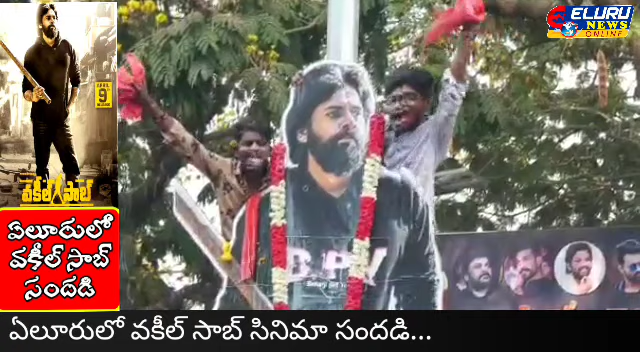 ELURU
NEWS
ONLINE
APRIL
9
వకీల్ సాబ్
ఏలూరులో
వకీల్ సాబ్
సందడి
B.P.V
ఏలూరులో వకీల్ సాబ్ సినిమా సందడి...